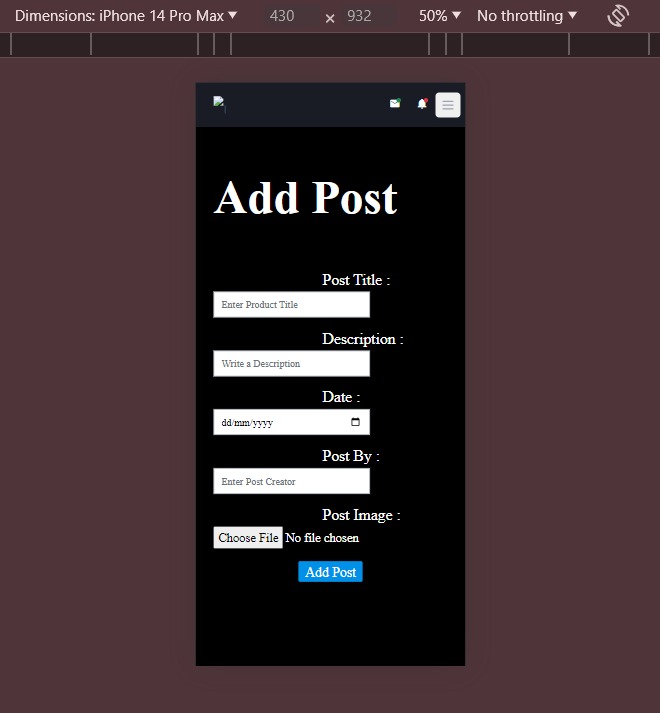 Dimensions: iPhone 14 Pro Max ▼ 430 × 932 50% ▼ No throttling ▼
Add Post
Post Title :
Enter Product Title
Description :
Write a Description
Date :
dd/mm/yyyy
Post By :
Enter Post Creator
Post Image :
Choose File No file chosen
Add Post